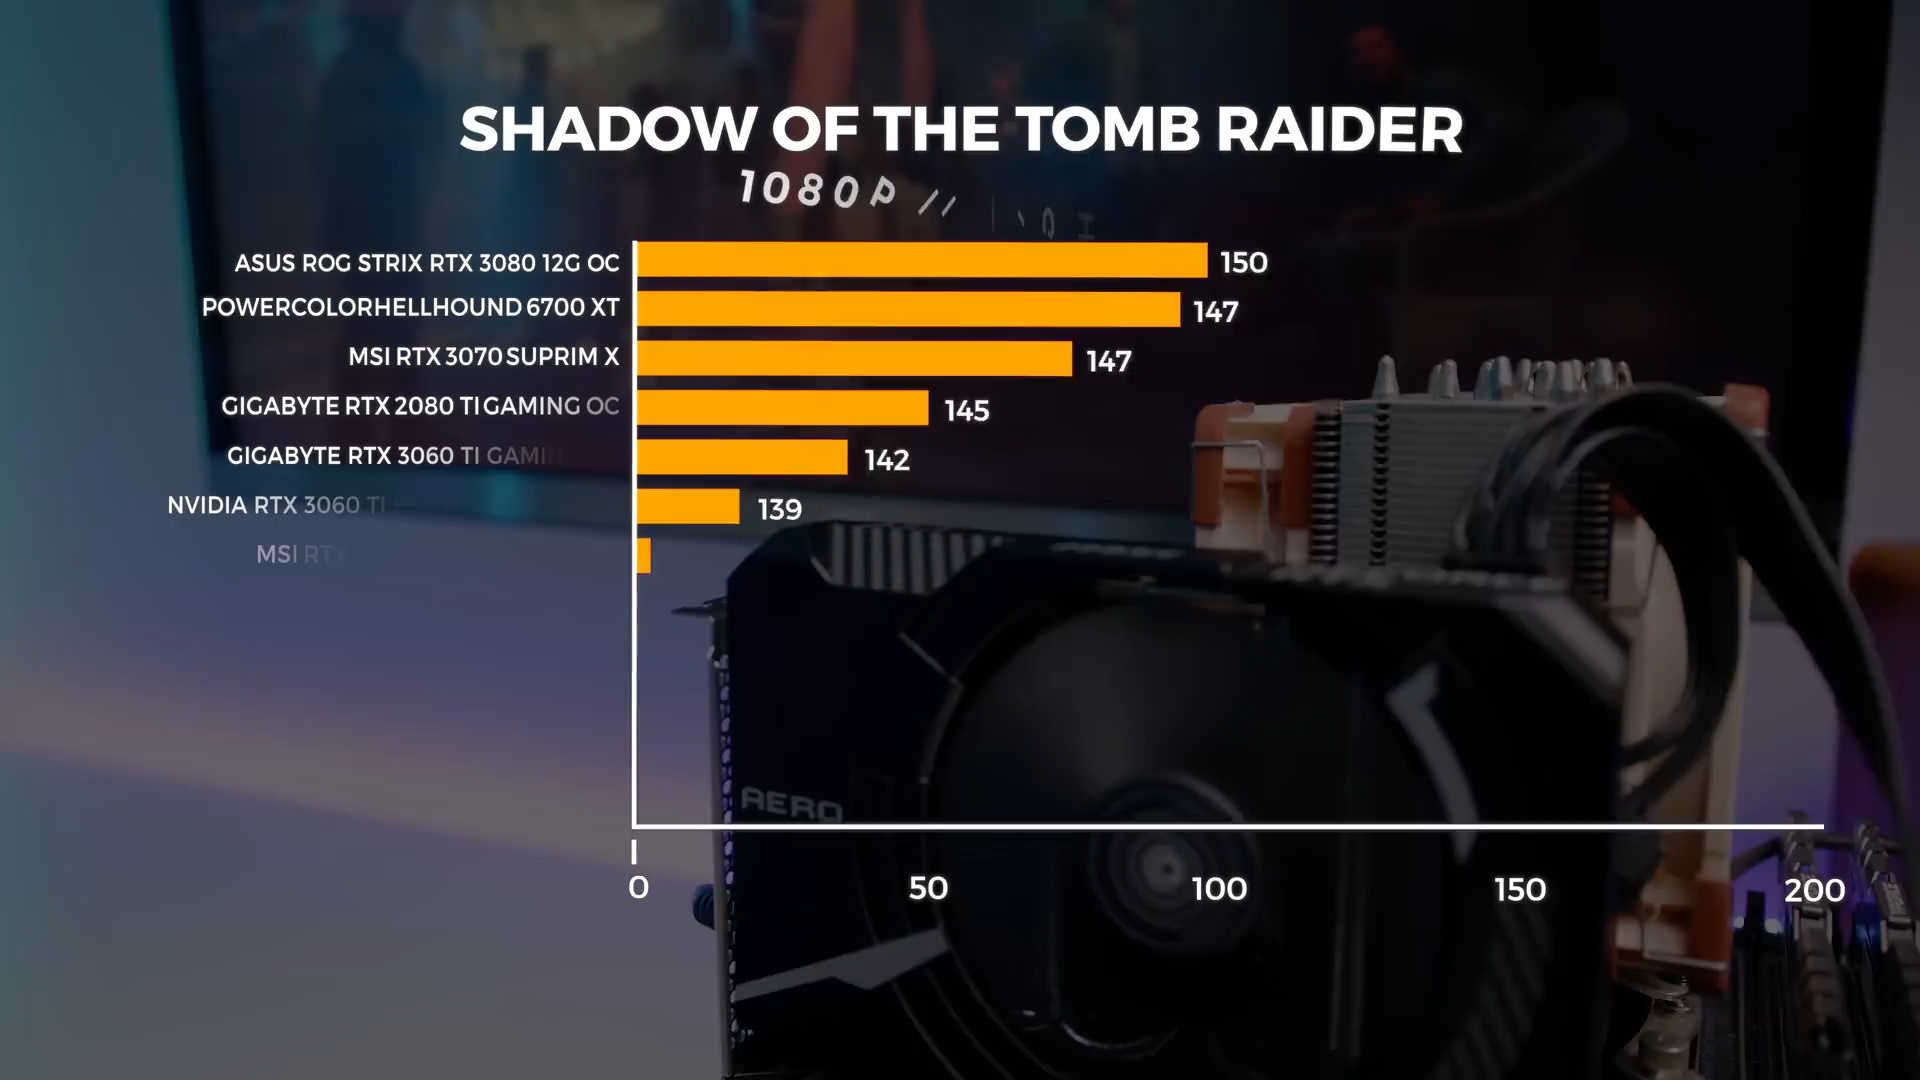 SHADOW OF THE TOMB RAIDER
1080P //
ASUS ROG STRIX RTX 3080 12G OC 150
POWERCOLORHELLHOUND 6700 XT 147
MSI RTX 3070 SUPRIM X 147
GIGABYTE RTX 2080 TI GAMING OC 145
GIGABYTE RTX 3060 TI 142
NVIDIA RTX 3060 TI 139
MSI
AERO
0 50 100 150 200